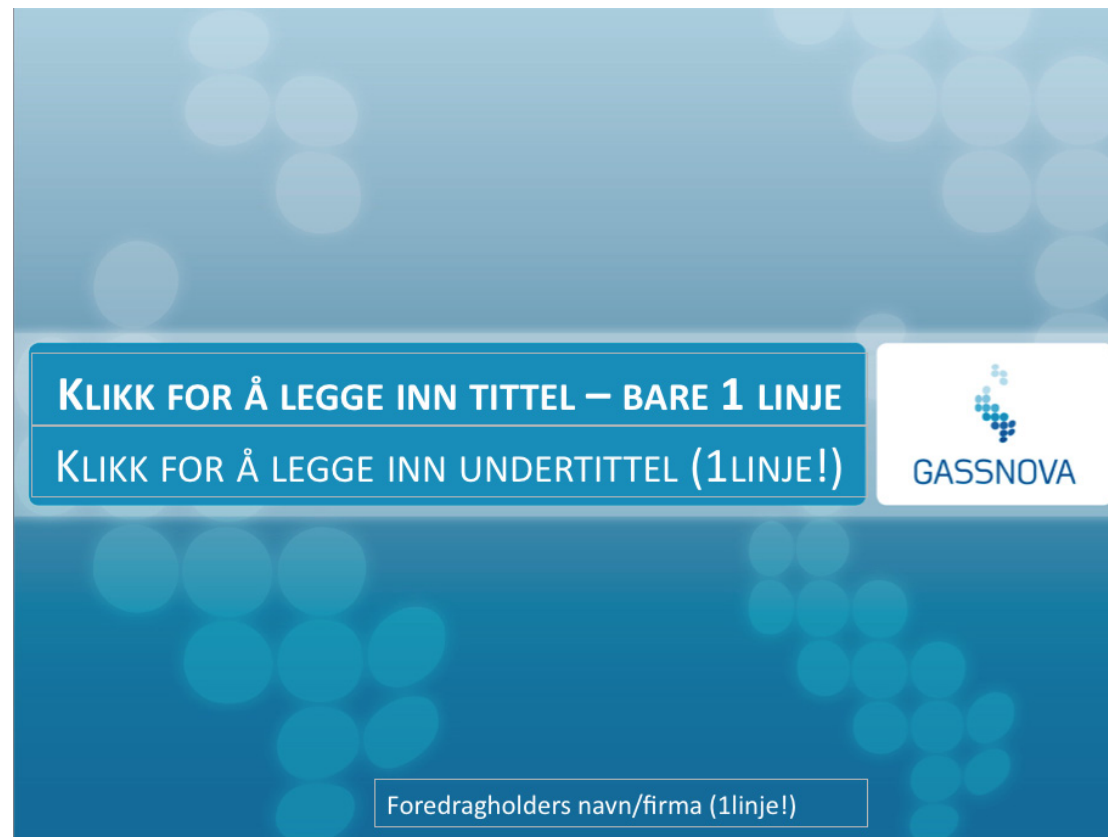 KLIKK FOR Å LEGGE INN TITTEL – BARE 1 LINJE
KLIKK FOR Å LEGGE INN UNDERTITTEL (1LINJE!)
GASSNOVA
Foredragholders navn/firma (1linje!)